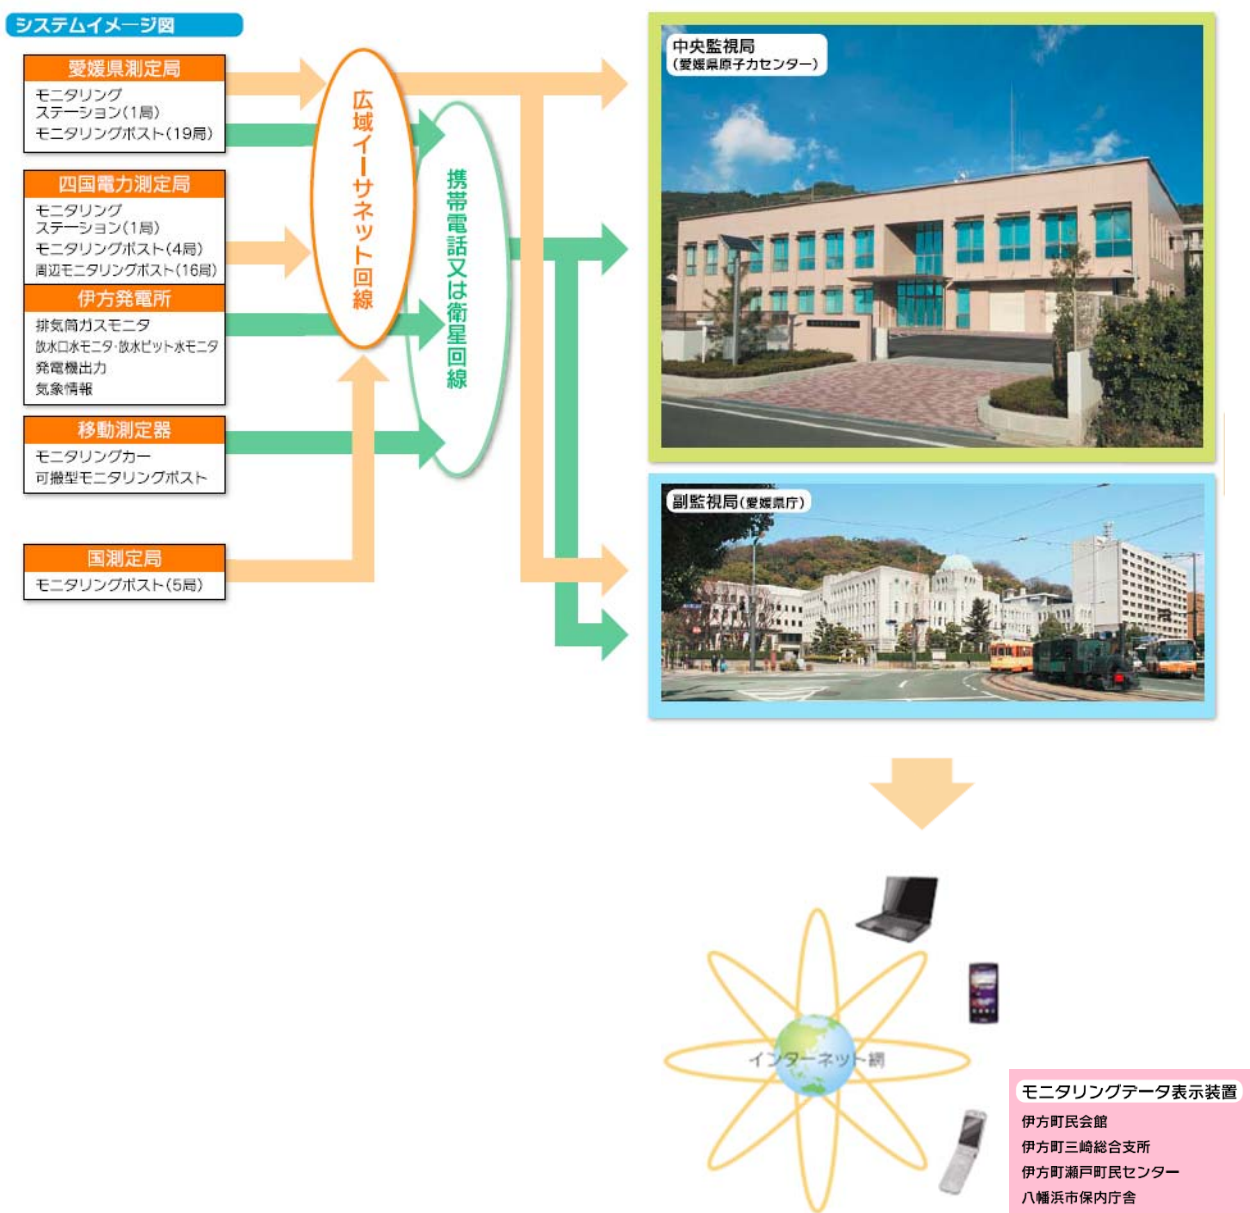 システムイメージ図
愛媛県測定局
モニタリング
ステーション(1局)
モニタリングポスト(19局)
四国電力測定局
モニタリング
ステーション(1局)
モニタリングポスト(4局)
周辺モニタリングポスト(16局)
伊方発電所
排気筒ガスモニタ
放水口水モニタ・放水ピット水モニタ
発電機出力
気象情報
移動測定器
モニタリングカー
可搬型モニタリングポスト
国測定局
モニタリングポスト(5局)
広域イーサネット回線
携帯電話又は衛星回線
中央監視局
(愛媛県原子力センター)
副監視局(愛媛県庁)
インターネット網
モニタリングデータ表示装置
伊方町民会館
伊方町三崎総合支所
伊方町瀬戸町民センター
八幡浜市保内庁舎